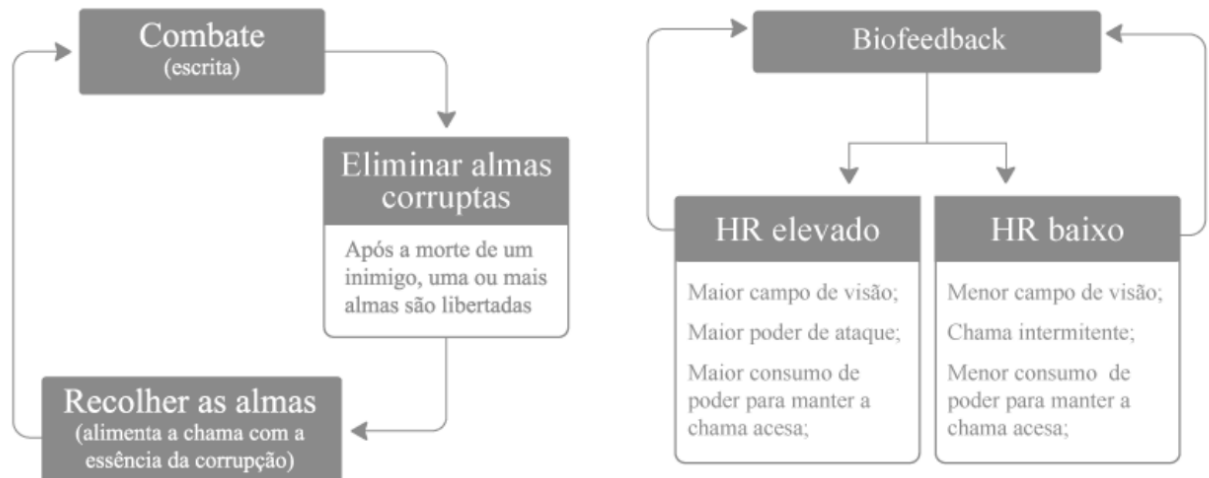 Combate
(escrita)
Eliminar almas
corruptas
Após a morte de um
inimigo, uma ou mais
almas são libertadas
Recolher as almas
(alimenta a chama com a
essência da corrupção)
Biofeedback
HR elevado
Maior campo de visão;
Maior poder de ataque;
Maior consumo de
poder para manter a
chama acesa;
HR baixo
Menor campo de visão;
Chama intermitente;
Menor consumo de
poder para manter a
chama acesa;